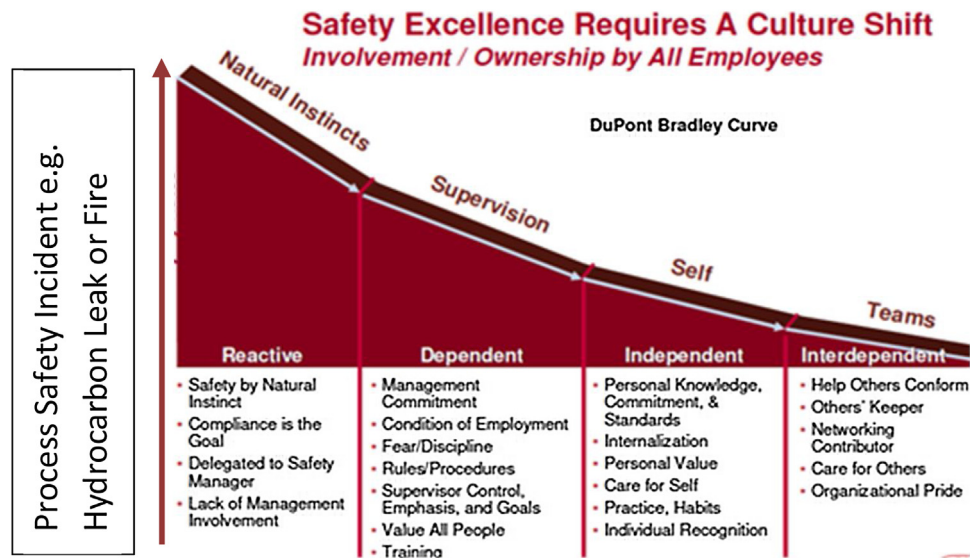 Safety Excellence Requires A Culture Shift
Involvement / Ownership by All Employees
DuPont Bradley Curve
Process Safety Incident e.g.
Hydrocarbon Leak or Fire
Natural Instincts
Supervision
Self
Teams
Reactive
• Safety by Natural
Instinct
• Compliance is the
Goal
• Delegated to Safety
Manager
• Lack of Management
Involvement
Dependent
• Management
Commitment
• Condition of Employment
• Fear/Discipline
• Rules/Procedures
• Supervisor Control,
Emphasis, and Goals
• Value All People
• Training
Independent
• Personal Knowledge,
Commitment, &
Standards
• Internalization
• Personal Value
• Care for Self
• Practice, Habits
• Individual Recognition
Interdependent
• Help Others Conform
• Others' Keeper
• Networking
Contributor
• Care for Others
• Organizational Pride